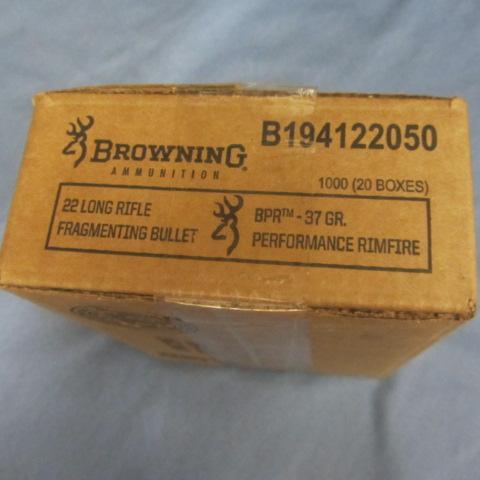 BROWNING®
AMMUNITION
B194122050
1000 (20 BOXES)
22 LONG RIFLE
FRAGMENTING BULLET
BPR™ - 37 GR.
PERFORMANCE RIMFIRE